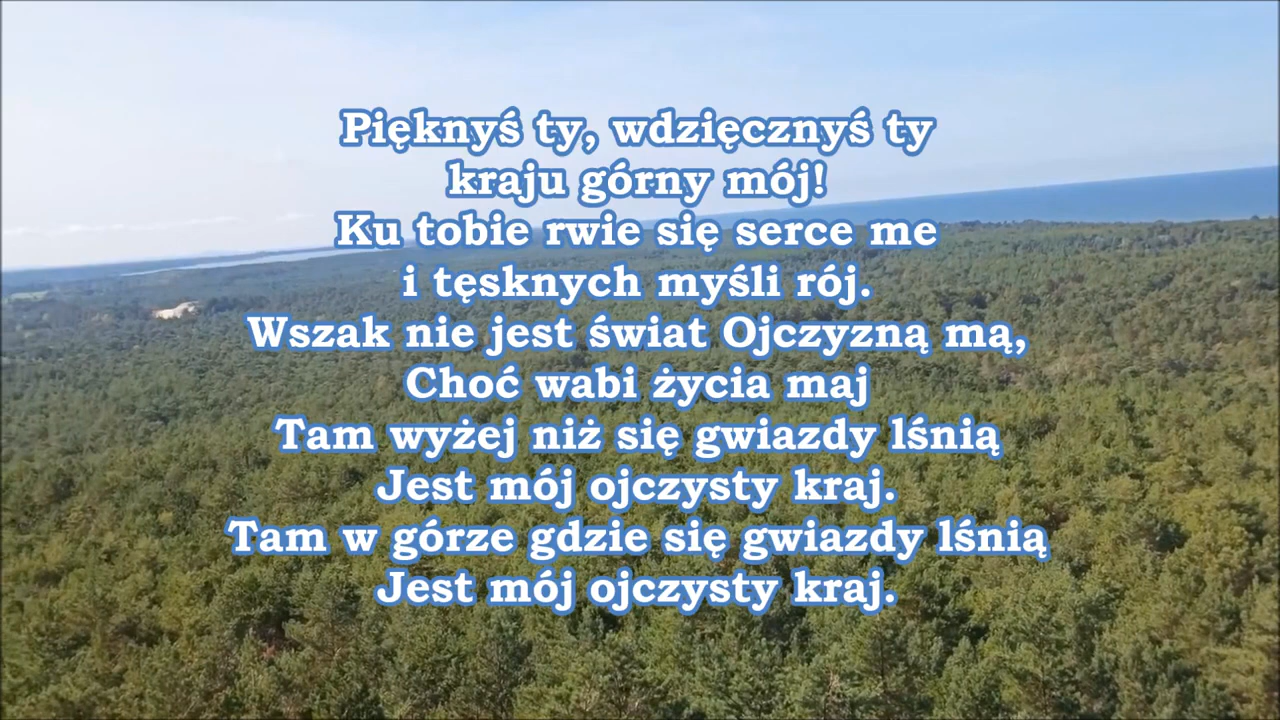 Pięknyś ty, wdzięcznyś ty
kraju górny mój!
Ku tobie rwie się serce me
i tęsknych myśli rój.
Wszak nie jest świat Ojczyzną mą,
Choć wabi życia maj
Tam wyżej niż się gwiazdy lśnią
Jest mój ojczysty kraj.
Tam w górze gdzie się gwiazdy lśnią
Jest mój ojczysty kraj.